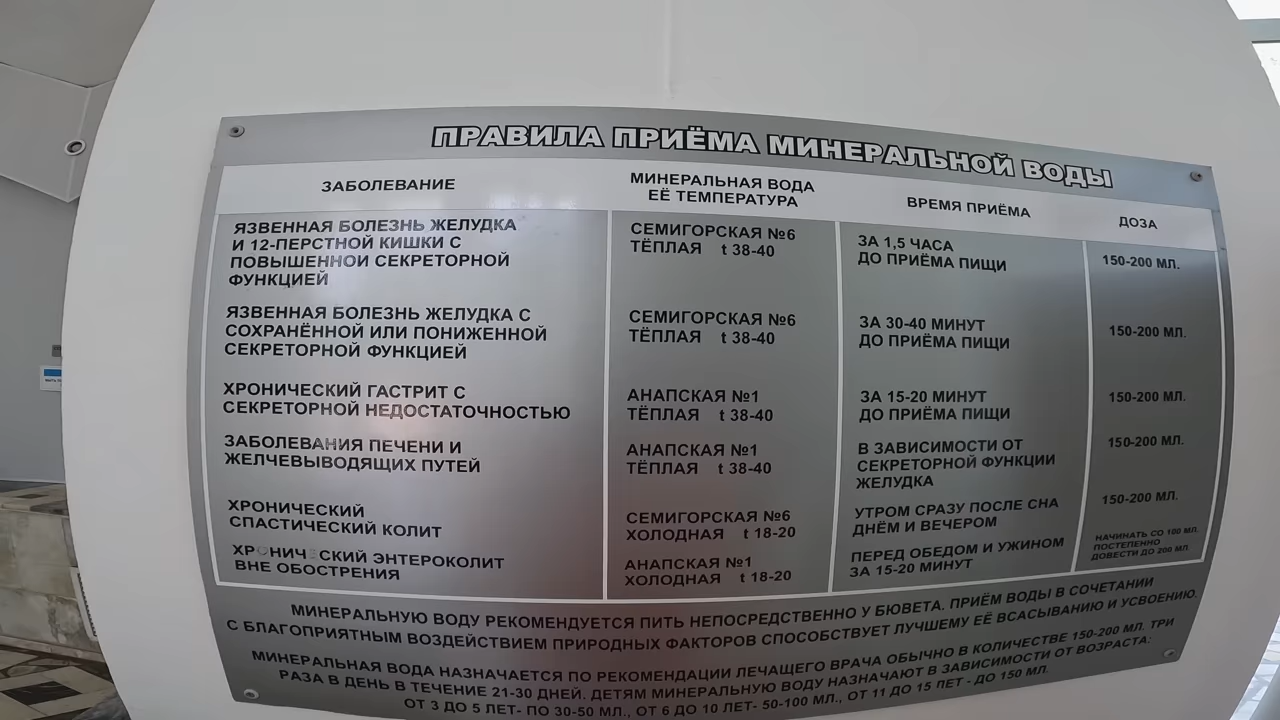 ПРАВИЛА ПРИЁМА МИНЕРАЛЬНОЙ ВОДЫ
ЗАБОЛЕВАНИЕ
МИНЕРАЛЬНАЯ ВОДА
ЕЁ ТЕМПЕРАТУРА
ВРЕМЯ ПРИЁМА
ДОЗА
ЯЗВЕННАЯ БОЛЕЗНЬ ЖЕЛУДКА
И 12-ПЕРСТНОЙ КИШКИ С
ПОВЫШЕННОЙ СЕКРЕТОРНОЙ
ФУНКЦИЕЙ
СЕМИГОРСКАЯ №6
ТЁПЛАЯ t 38-40
ЗА 1,5 ЧАСА
ДО ПРИЁМА ПИЩИ
150-200 МЛ.
ЯЗВЕННАЯ БОЛЕЗНЬ ЖЕЛУДКА С
СОХРАНЁННОЙ ИЛИ ПОНИЖЕННОЙ
СЕКРЕТОРНОЙ ФУНКЦИЕЙ
СЕМИГОРСКАЯ №6
ТЁПЛАЯ t 38-40
ЗА 30-40 МИНУТ
ДО ПРИЁМА ПИЩИ
150-200 МЛ.
ХРОНИЧЕСКИЙ ГАСТРИТ С
СЕКРЕТОРНОЙ НЕДОСТАТОЧНОСТЬЮ
АНАПСКАЯ №1
ТЁПЛАЯ t 38-40
ЗА 15-20 МИНУТ
ДО ПРИЁМА ПИЩИ
150-200 МЛ.
ЗАБОЛЕВАНИЯ ПЕЧЕНИ И
ЖЕЛЧЕВЫВОДЯЩИХ ПУТЕЙ
АНАПСКАЯ №1
ТЁПЛАЯ t 38-40
В ЗАВИСИМОСТИ ОТ
СЕКРЕТОРНОЙ ФУНКЦИИ
ЖЕЛУДКА
150-200 МЛ.
ХРОНИЧЕСКИЙ
СПАСТИЧЕСКИЙ КОЛИТ
СЕМИГОРСКАЯ №6
ХОЛОДНАЯ t 18-20
УТРОМ СРАЗУ ПОСЛЕ СНА
ДНЁМ И ВЕЧЕРОМ
150-200 МЛ.
ХРОНИЧЕСКИЙ ЭНТЕРОКОЛИТ
ВНЕ ОБОСТРЕНИЯ
АНАПСКАЯ №1
ХОЛОДНАЯ t 18-20
ПЕРЕД ОБЕДОМ И УЖИНОМ
ЗА 15-20 МИНУТ
НАЧИНАТЬ СО 100 МЛ.
ПОСТЕПЕННО
ДОВЕСТИ ДО 200 МЛ.
МИНЕРАЛЬНУЮ ВОДУ РЕКОМЕНДУЕТСЯ ПИТЬ НЕПОСРЕДСТВЕННО У БЮВЕТА. ПРИЁМ ВОДЫ В СОЧЕТАНИИ
С БЛАГОПРИЯТНЫМ ВОЗДЕЙСТВИЕМ ПРИРОДНЫХ ФАКТОРОВ СПОСОБСТВУЕТ ЛУЧШЕМУ ЕЁ ВСАСЫВАНИЮ И УСВОЕНИЮ.
МИНЕРАЛЬНАЯ ВОДА НАЗНАЧАЕТСЯ ПО РЕКОМЕНДАЦИИ ЛЕЧАЩЕГО ВРАЧА ОБЫЧНО В КОЛИЧЕСТВЕ 150-200 МЛ. ТРИ
РАЗА В ДЕНЬ В ТЕЧЕНИЕ 21-30 ДНЕЙ. ДЕТЯМ МИНЕРАЛЬНУЮ ВОДУ НАЗНАЧАЮТ В ЗАВИСИМОСТИ ОТ ВОЗРАСТА:
ОТ 3 ДО 5 ЛЕТ- ПО 30-50 МЛ., ОТ 6 ДО 10 ЛЕТ- 50-100 МЛ., ОТ 11 ДО 15 ЛЕТ - ДО 150 МЛ.